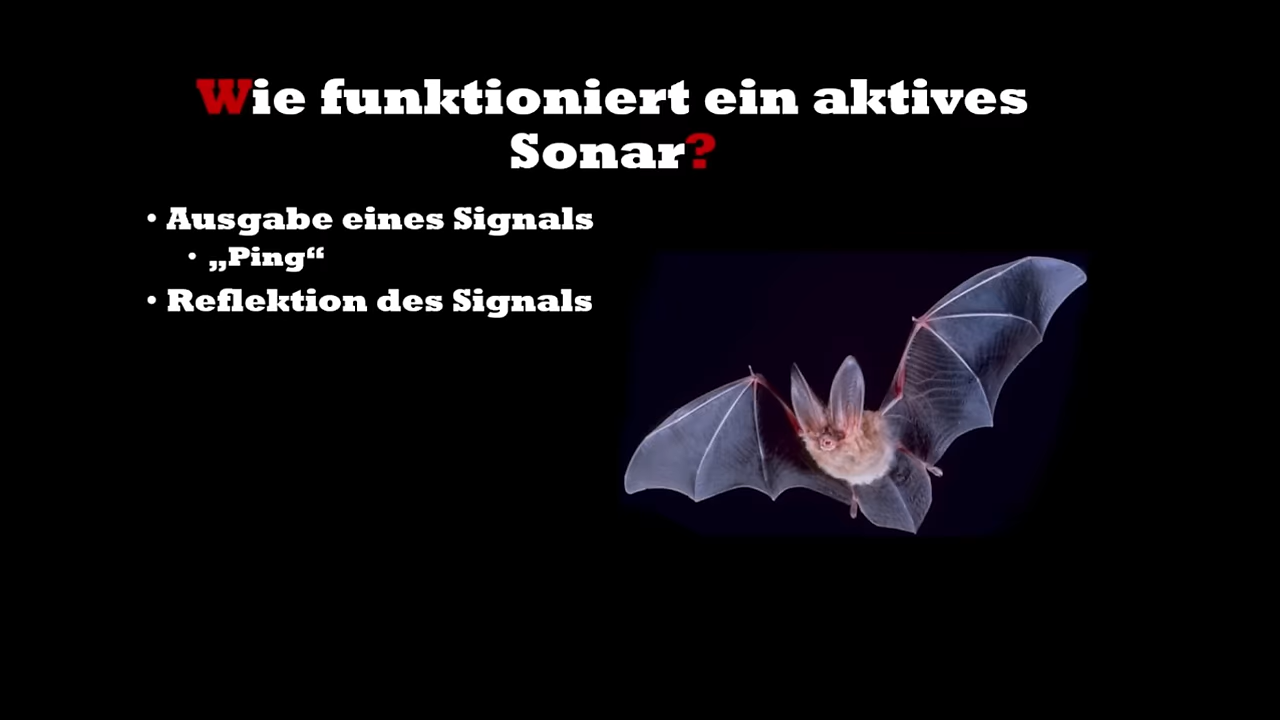 Wie funktioniert ein aktives
Sonar?
• Ausgabe eines Signals
• „Ping“
• Reflektion des Signals